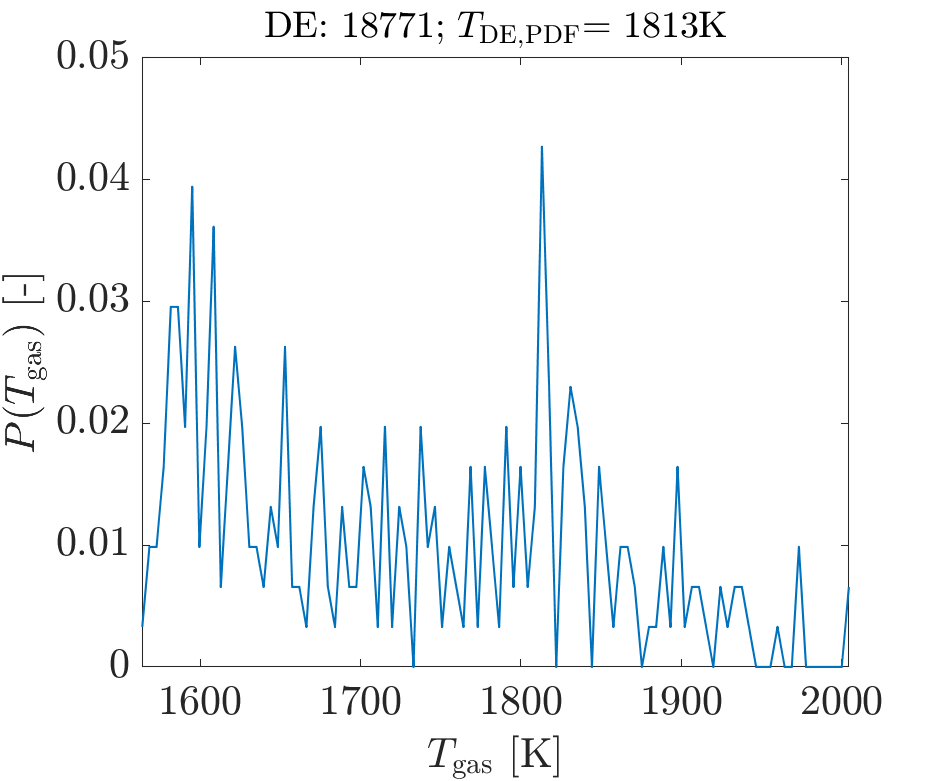 DE: 18771; T_DE,PDF= 1813K
0.05
0.04
0.03
0.02
0.01
0
P(T_gas) [-]
1600 1700 1800 1900 2000
T_gas [K]